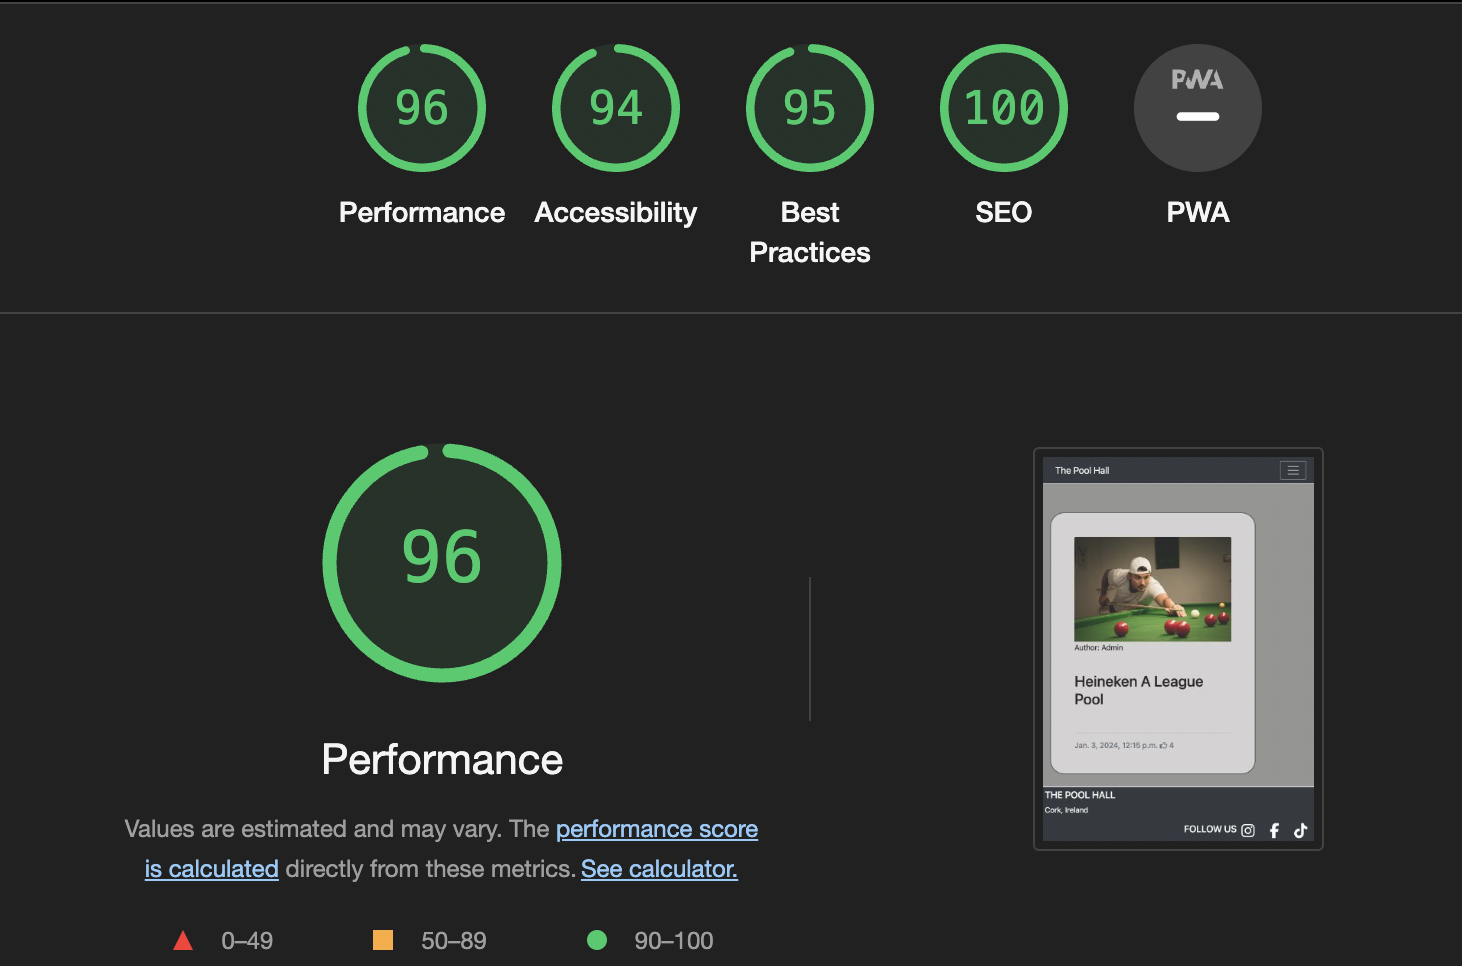 96
94
95
100
PWA
Performance
Accessibility
Best
Practices
SEO
PWA
96
Performance
Values are estimated and may vary. The performance score
is calculated directly from these metrics. See calculator.
0–49
50–89
90–100
The Pool Hall
Author: Admin
Heineken A League
Pool
Jan. 3, 2024, 12:15 p.m. 4
THE POOL HALL
Cork, Ireland
FOLLOW US